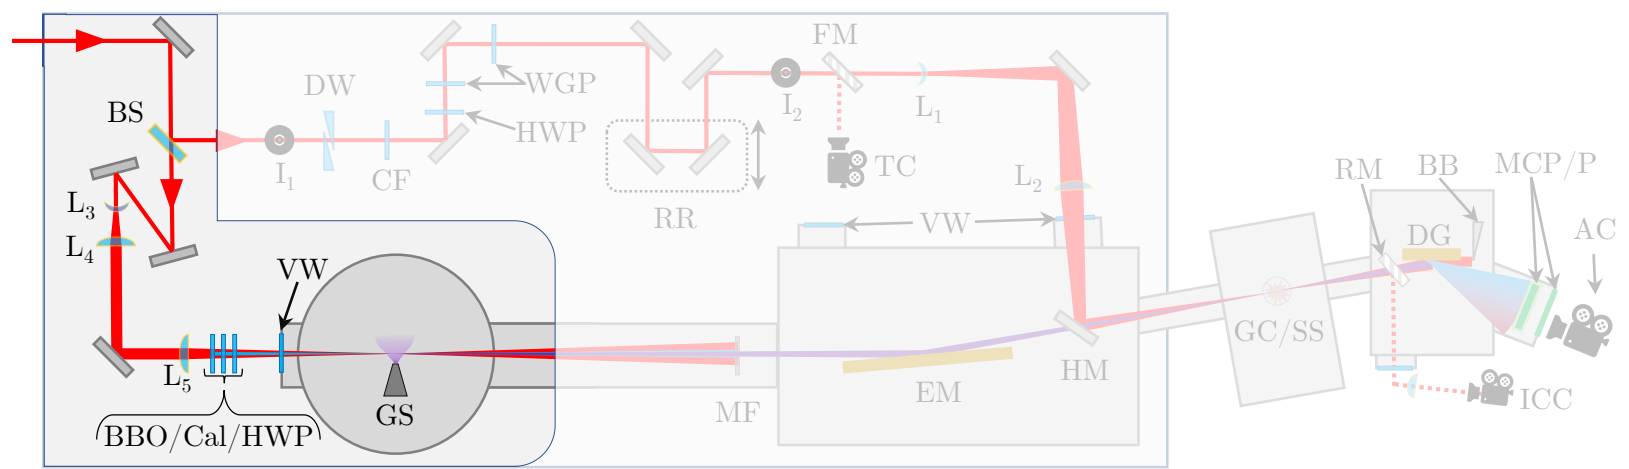 FM
DW
WGP
BS
I₁
CF
HWP
I₂
L₁
TC
L₃
L₂
RR
L₄
VW
VW
RM
BB
MCP/P
AC
DG
GC/SS
L₅
GS
MF
EM
HM
ICC
BBO/Cal/HWP